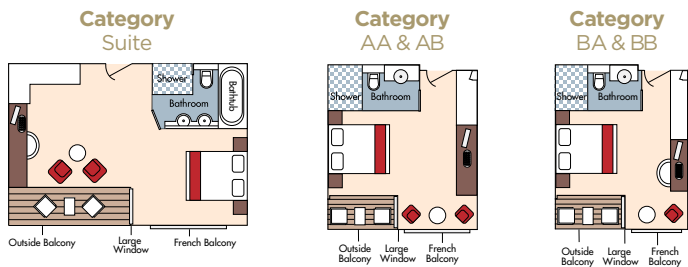 Category
Suite
Shower
Bathroom
Bathtub
Outside Balcony
Large
Window
French Balcony
Category
AA & AB
Shower
Bathroom
Outside
Balcony
Large
Window
French
Balcony
Category
BA & BB
Shower
Bathroom
Outside
Balcony
Large
Window
French
Balcony